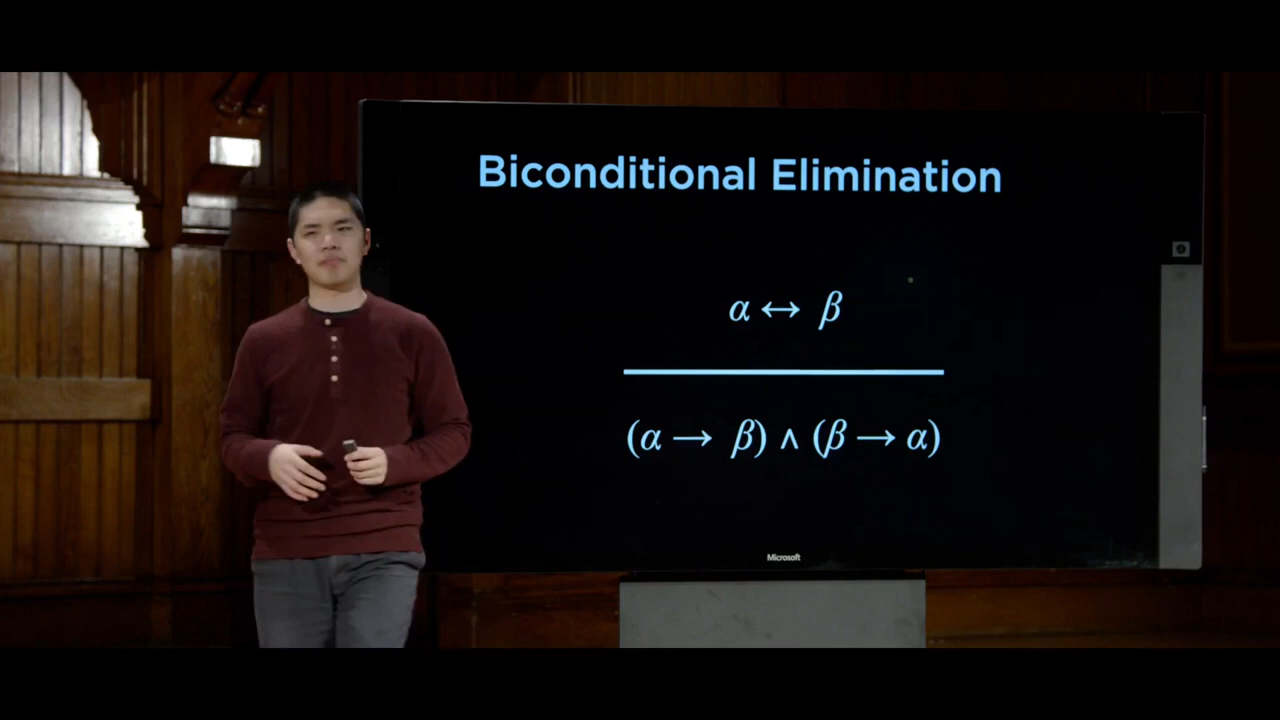 Biconditional Elimination
α ↔ β
(α → β) ∧ (β → α)
Microsoft